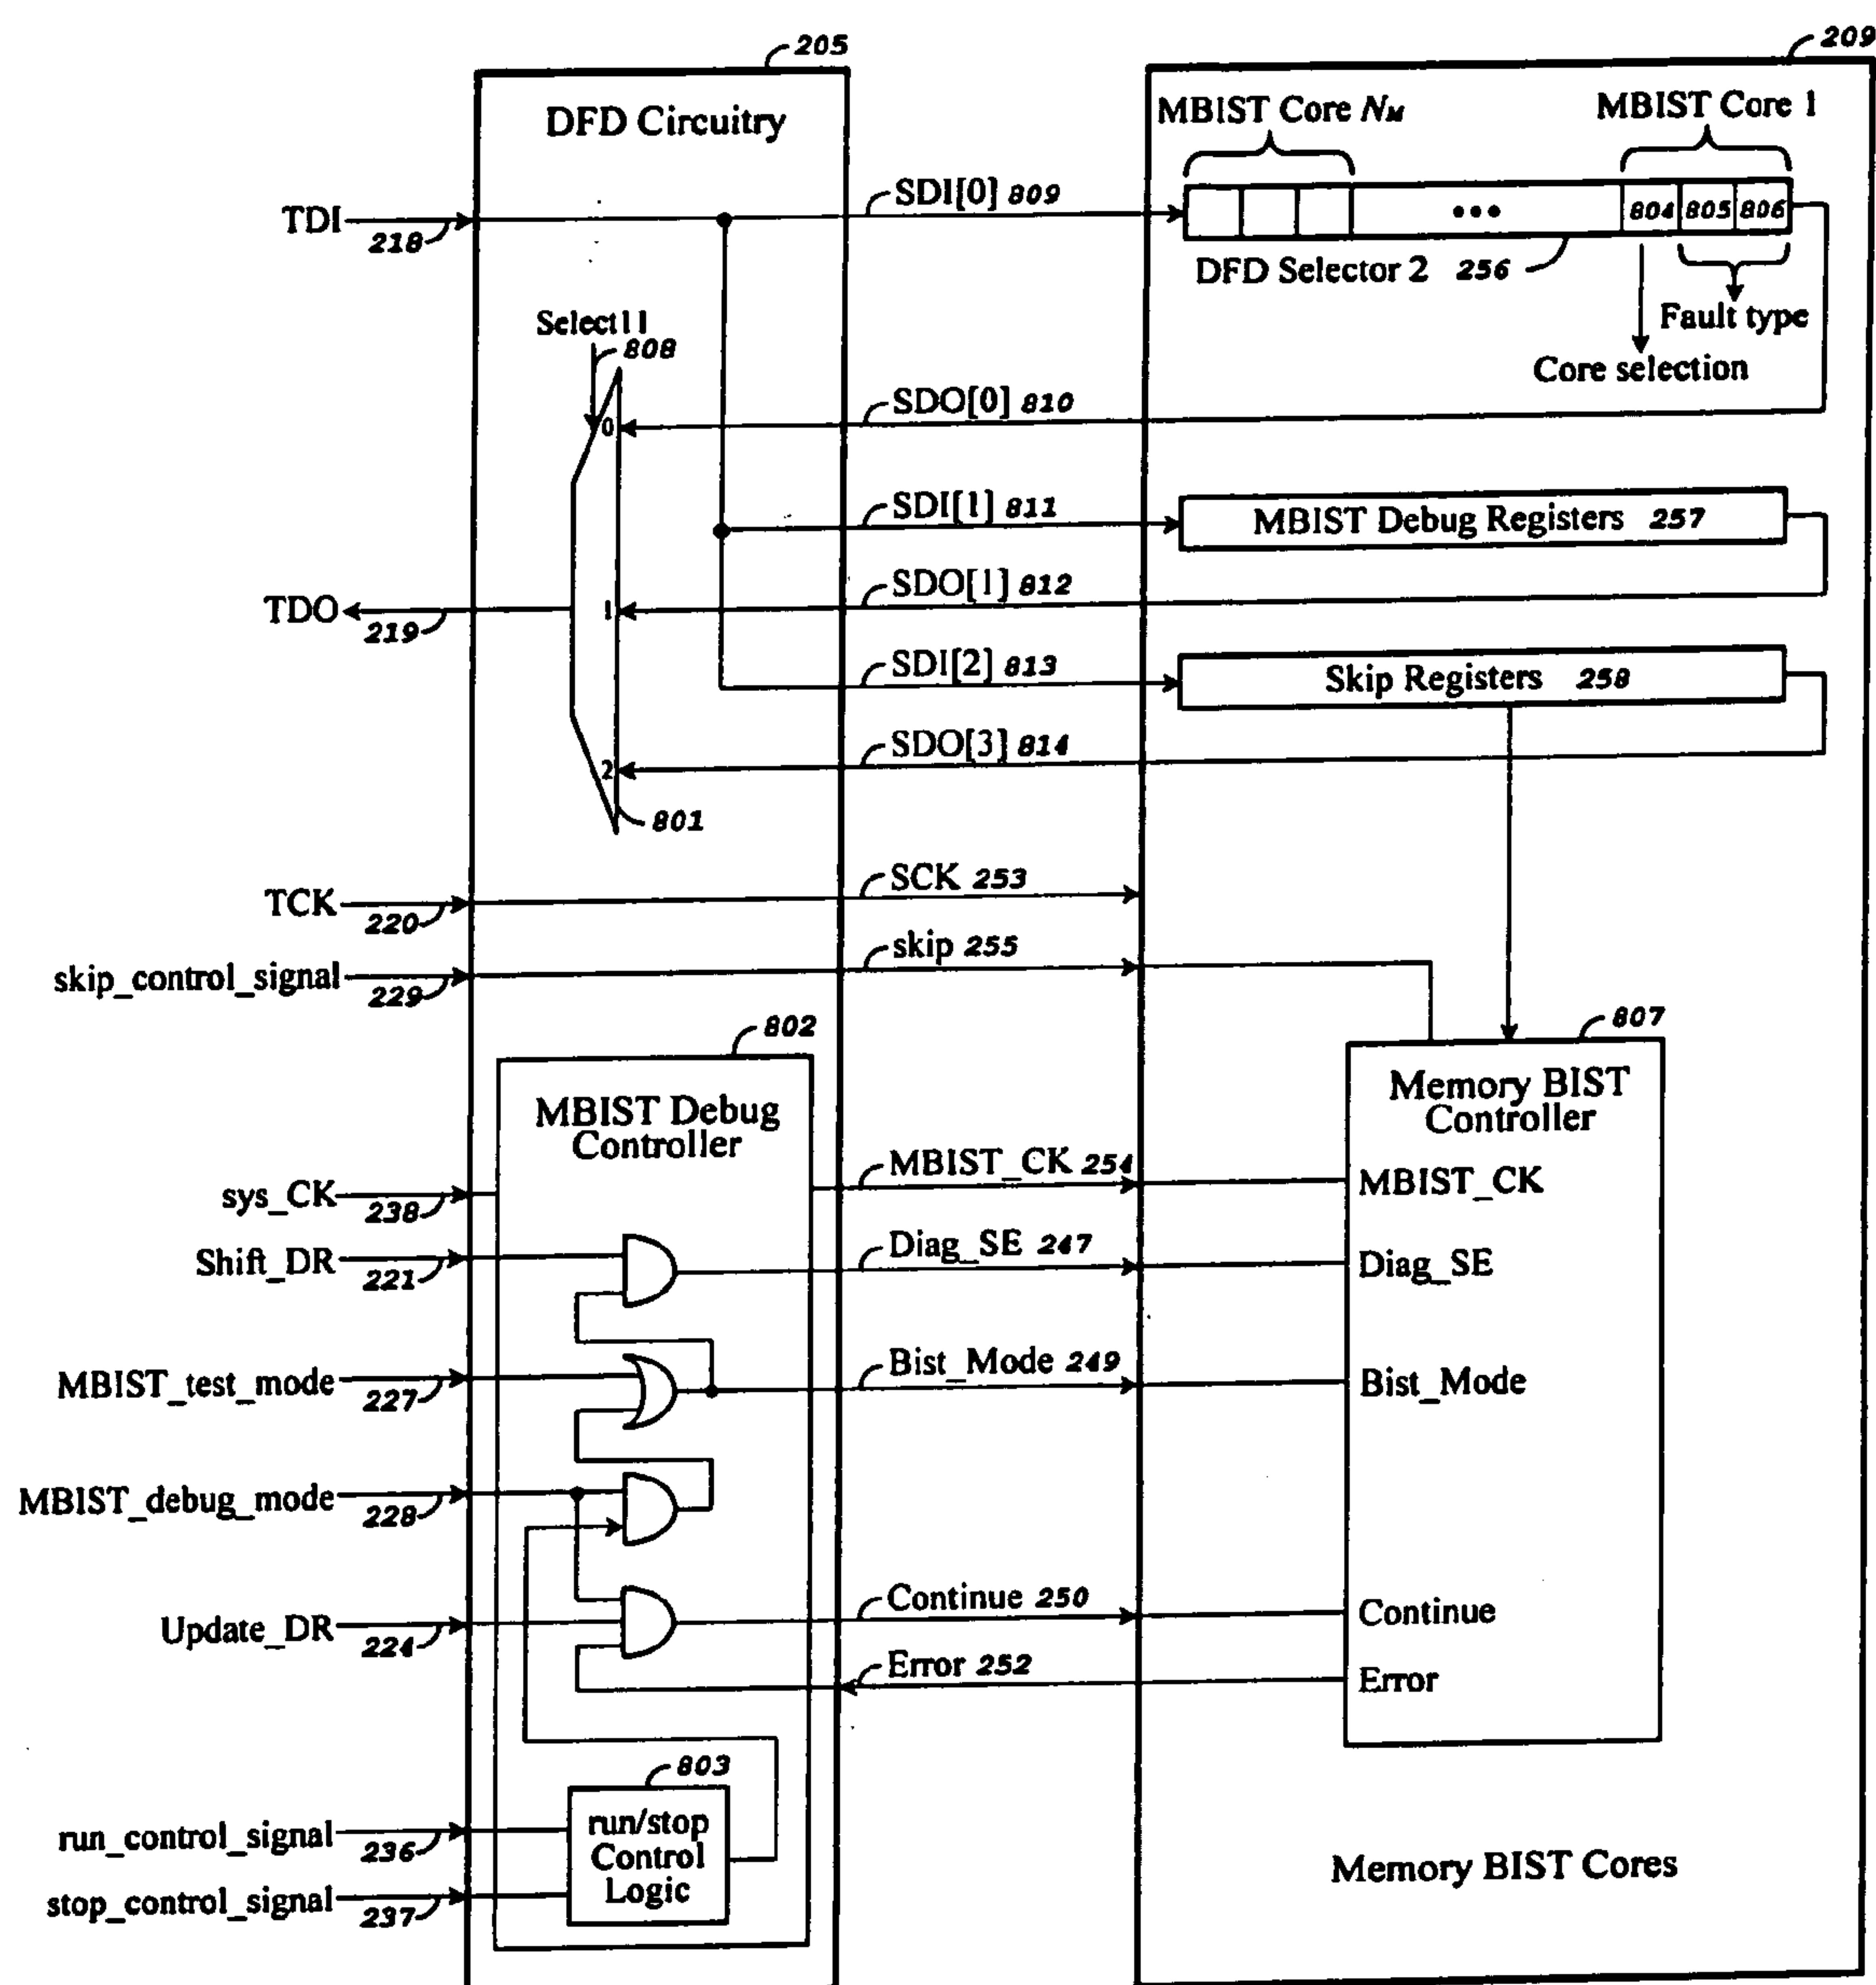 205
209
DFD Circuitry
MBIST Core NM
MBIST Core 1
TDI
218
SDI[0] 809
•••
804 805 806
DFD Selector 2 256
Fault type
Core selection
Select11
808
0
SDO[0] 810
SDI[1] 811
MBIST Debug Registers 257
TDO
219
1
SDO[1] 812
SDI[2] 813
Skip Registers 258
2
SDO[3] 814
801
TCK
220
SCK 253
skip_control_signal
229
skip 255
802
807
MBIST Debug
Controller
Memory BIST
Controller
sys_CK
238
MBIST_CK 254
MBIST_CK
Shift_DR
221
Diag_SE 247
Diag_SE
MBIST_test_mode
227
Bist_Mode 249
Bist_Mode
MBIST_debug_mode
228
Update_DR
224
Continue 250
Continue
Error 252
Error
803
run_control_signal
236
run/stop
Control
Logic
stop_control_signal
237
Memory BIST Cores